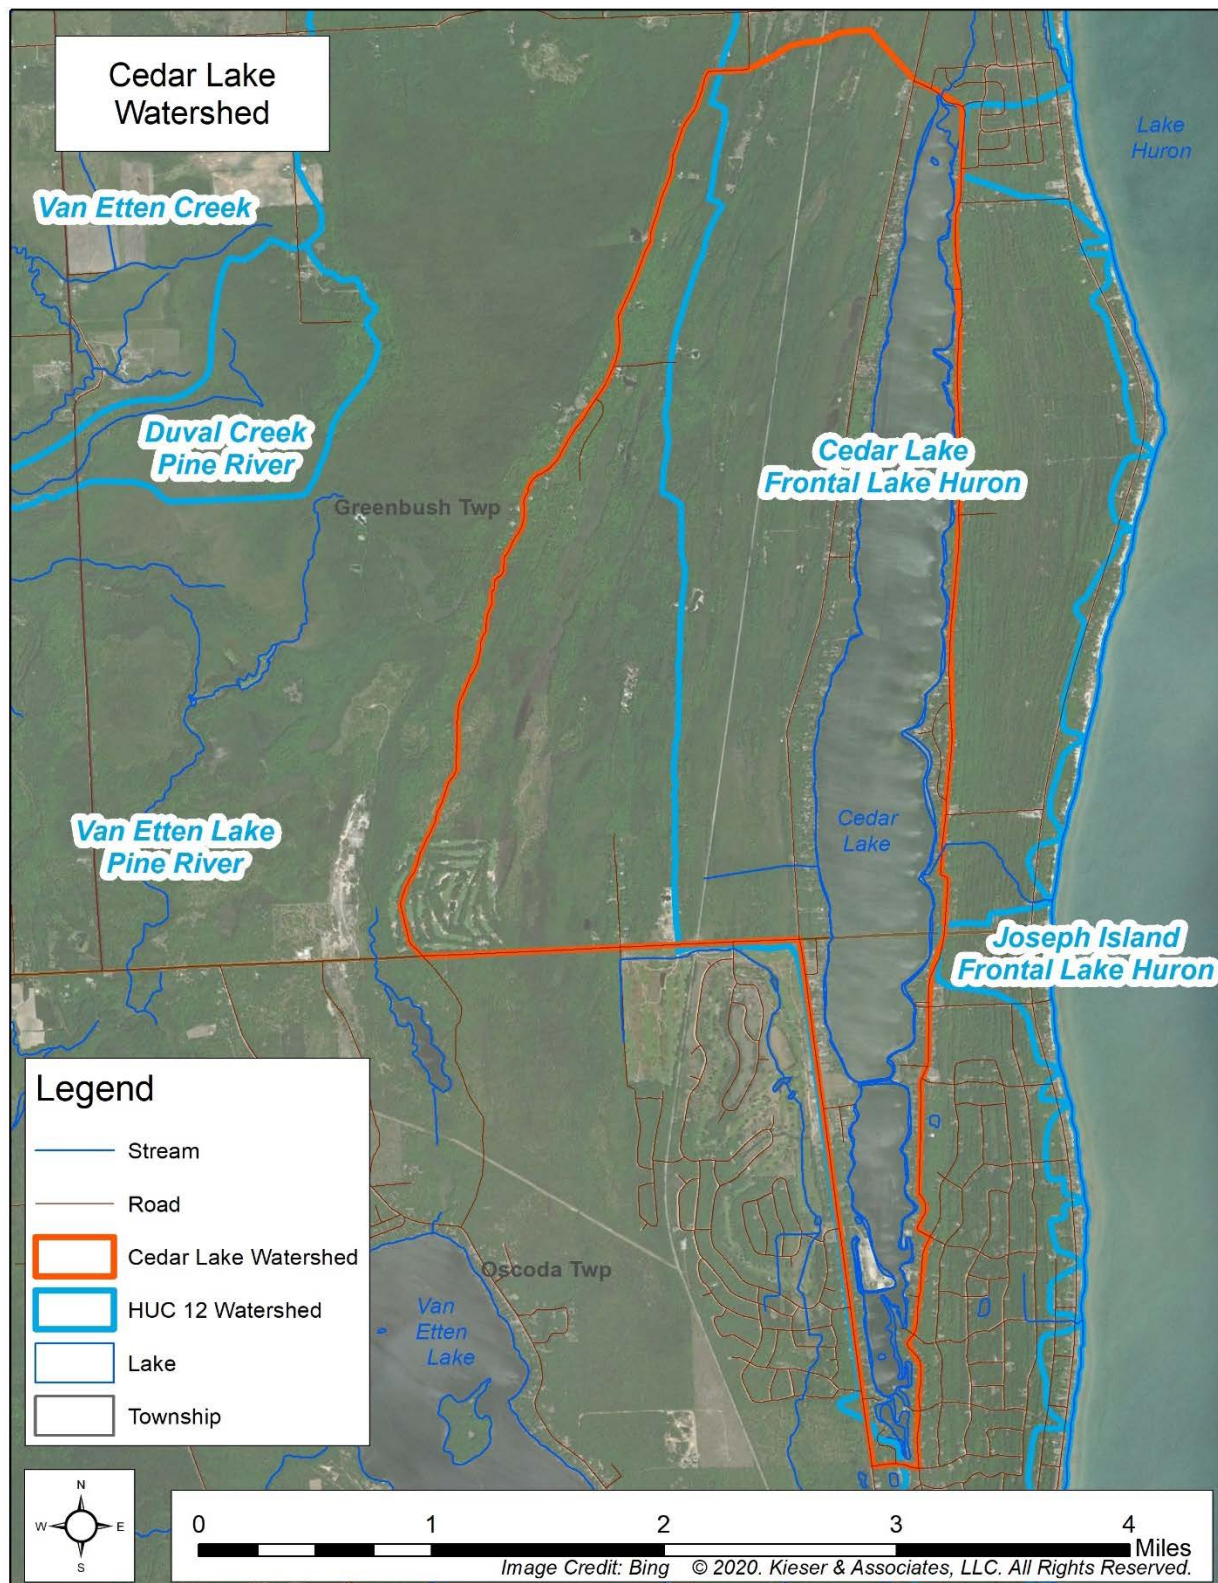 Cedar Lake
Watershed
Lake
Huron
Van Etten Creek
Duval Creek
Pine River
Cedar Lake
Frontal Lake Huron
Greenbush Twp
Van Etten Lake
Pine River
Cedar
Lake
Joseph Island
Frontal Lake Huron
Legend
Stream
Road
Cedar Lake Watershed
HUC 12 Watershed
Lake
Township
Oscoda Twp
Van
Etten
Lake
N
W E
S
0 1 2 3 4
Miles
Image Credit: Bing © 2020. Kieser & Associates, LLC. All Rights Reserved.